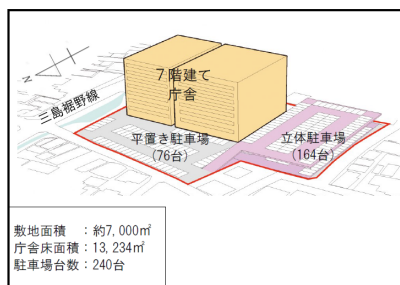 7階建て
庁舎
三島裾野線
平置き駐車場
(76台)
立体駐車場
(164台)
敷地面積　：約7,000㎡
庁舎床面積：13,234㎡
駐車場台数：240台